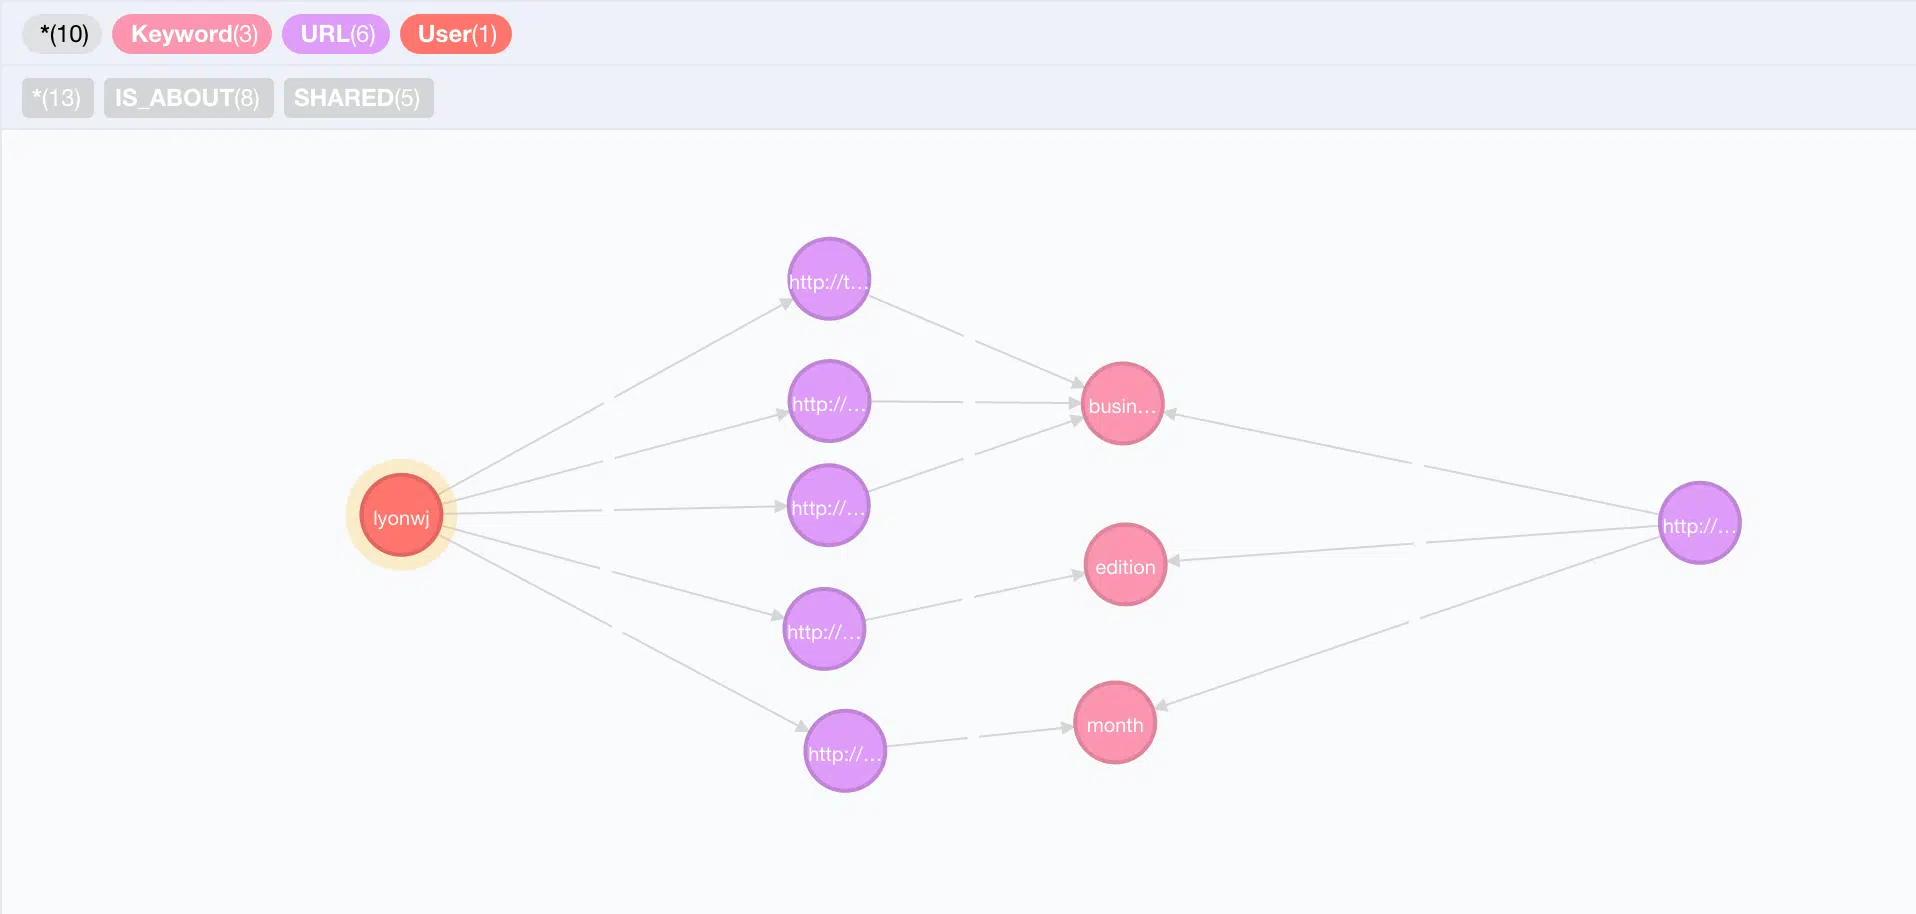 *(10) Keyword(3) URL(6) User(1)
*(13) IS_ABOUT(8) SHARED(5)
http://t…
http://…
busin…
http://…
lyonwj
http://…
edition
http://…
month
http://…